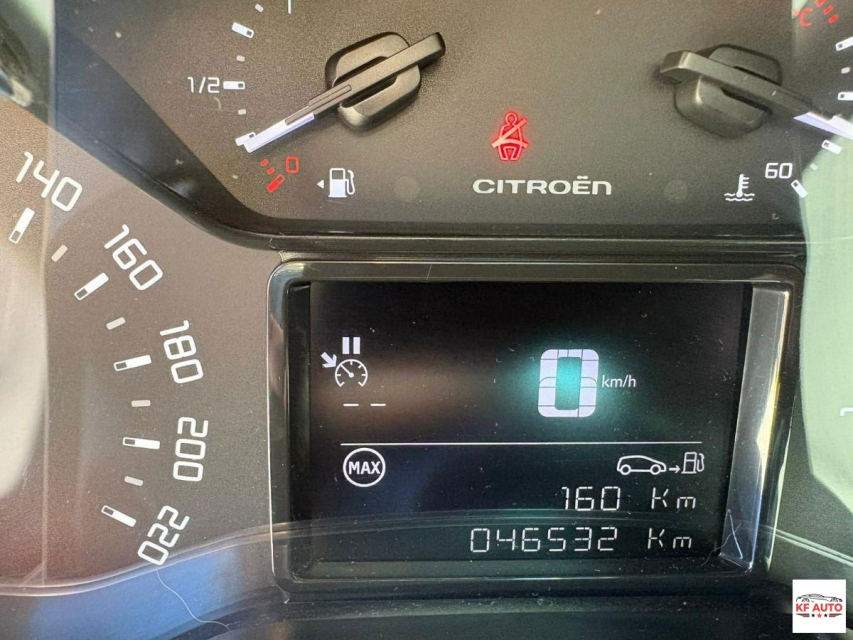 1/2
0
C
60
CITROËN
140
160
180
200
220
0 km/h
-- 
MAX
160 Km
046532 Km
KF AUTO